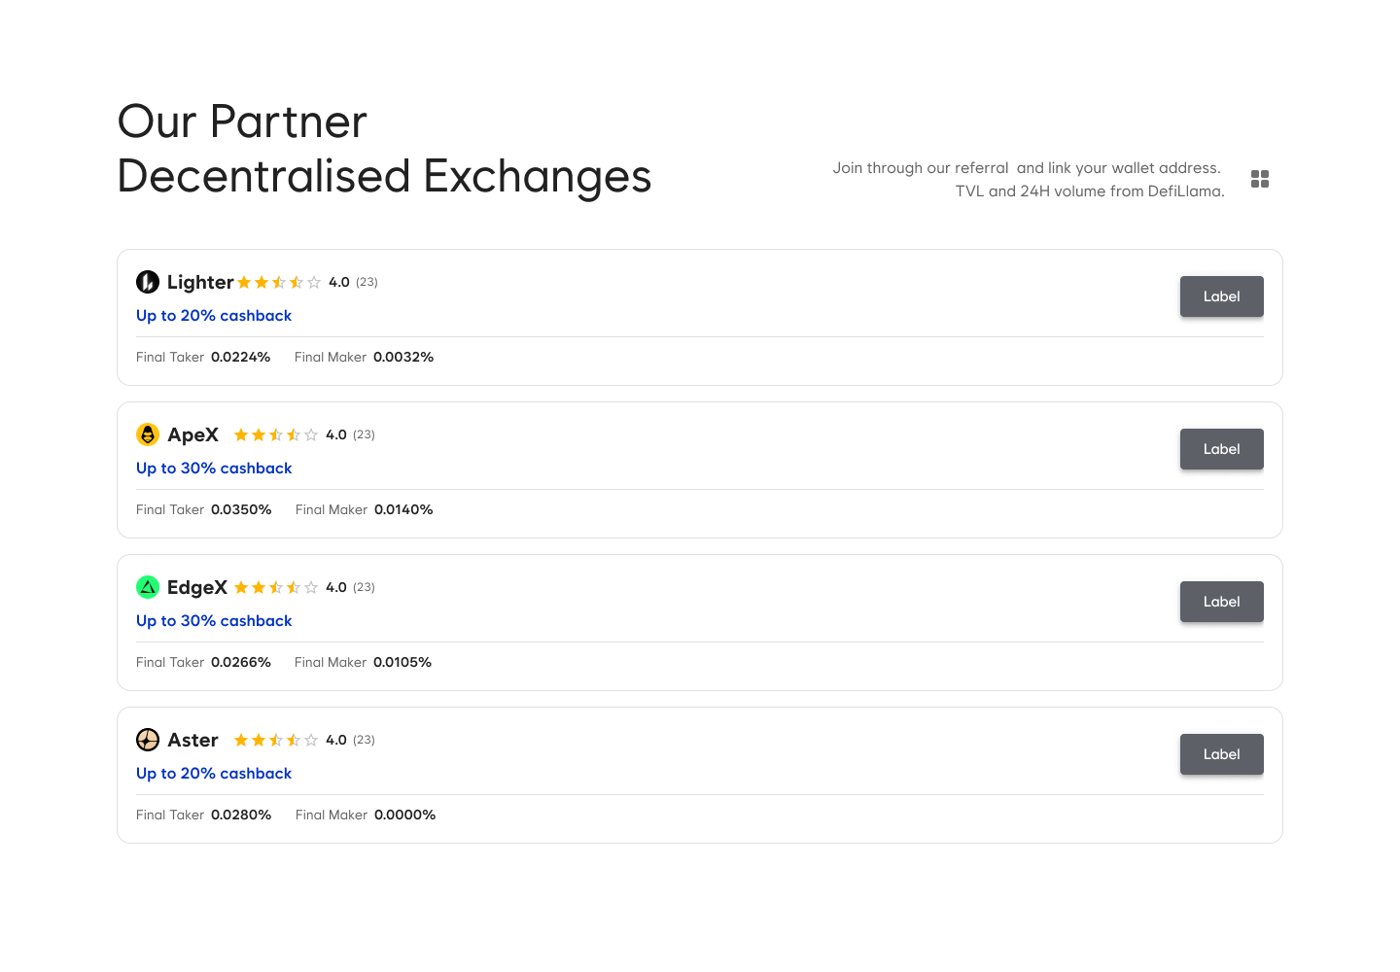 Our Partner
Decentralised Exchanges
Join through our referral  and link your wallet address.
TVL and 24H volume from DefiLlama.
Lighter 4.0 (23)
Label
Up to 20% cashback
Final Taker 0.0224% Final Maker 0.0032%
ApeX 4.0 (23)
Label
Up to 30% cashback
Final Taker 0.0350% Final Maker 0.0140%
EdgeX 4.0 (23)
Label
Up to 30% cashback
Final Taker 0.0266% Final Maker 0.0105%
Aster 4.0 (23)
Label
Up to 20% cashback
Final Taker 0.0280% Final Maker 0.0000%